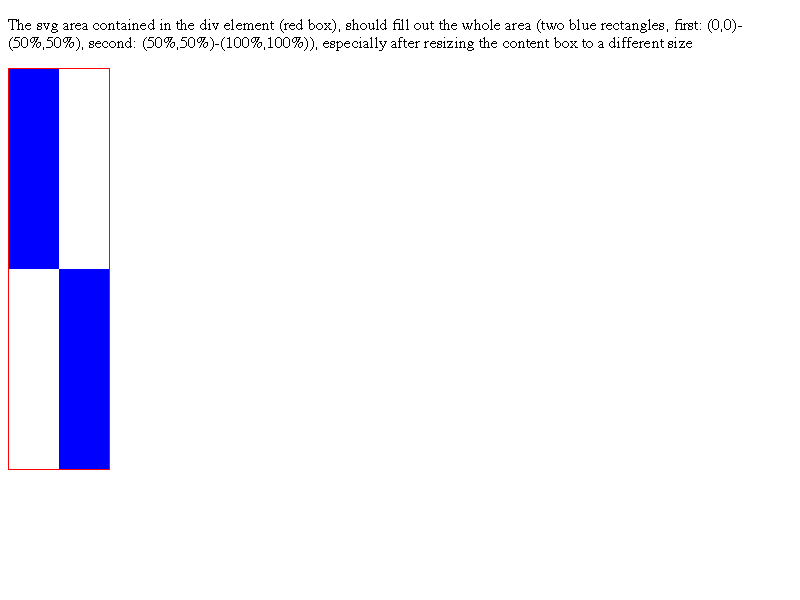 The svg area contained in the div element (red box), should fill out the whole area (two blue rectangles, first: (0,0)-
(50%,50%), second: (50%,50%)-(100%,100%)), especially after resizing the content box to a different size